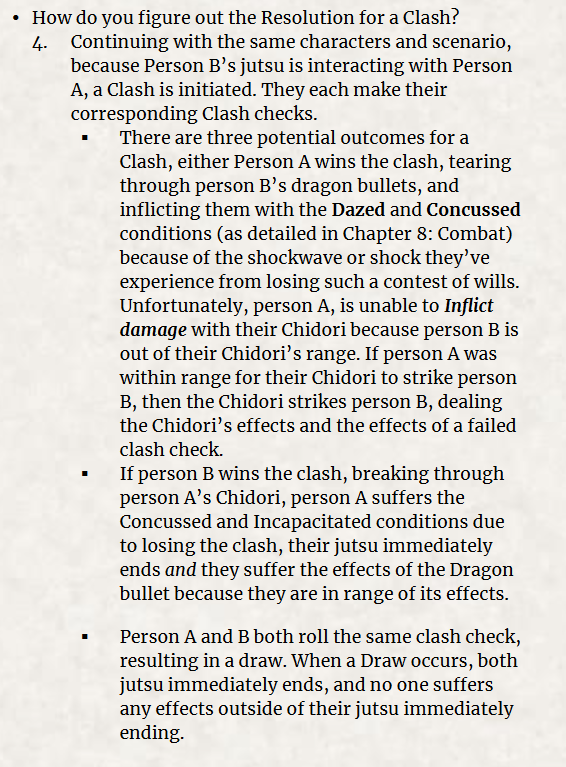 • How do you figure out the Resolution for a Clash?
4. Continuing with the same characters and scenario,
because Person B's jutsu is interacting with Person
A, a Clash is initiated. They each make their
corresponding Clash checks.
▪ There are three potential outcomes for a
Clash, either Person A wins the clash, tearing
through person B's dragon bullets, and
inflicting them with the Dazed and Concussed
conditions (as detailed in Chapter 8: Combat)
because of the shockwave or shock they've
experience from losing such a contest of wills.
Unfortunately, person A, is unable to Inflict
damage with their Chidori because person B is
out of their Chidori's range. If person A was
within range for their Chidori to strike person
B, then the Chidori strikes person B, dealing
the Chidori's effects and the effects of a failed
clash check.
▪ If person B wins the clash, breaking through
person A's Chidori, person A suffers the
Concussed and Incapacitated conditions due
to losing the clash, their jutsu immediately
ends and they suffer the effects of the Dragon
bullet because they are in range of its effects.
▪ Person A and B both roll the same clash check,
resulting in a draw. When a Draw occurs, both
jutsu immediately ends, and no one suffers
any effects outside of their jutsu immediately
ending.